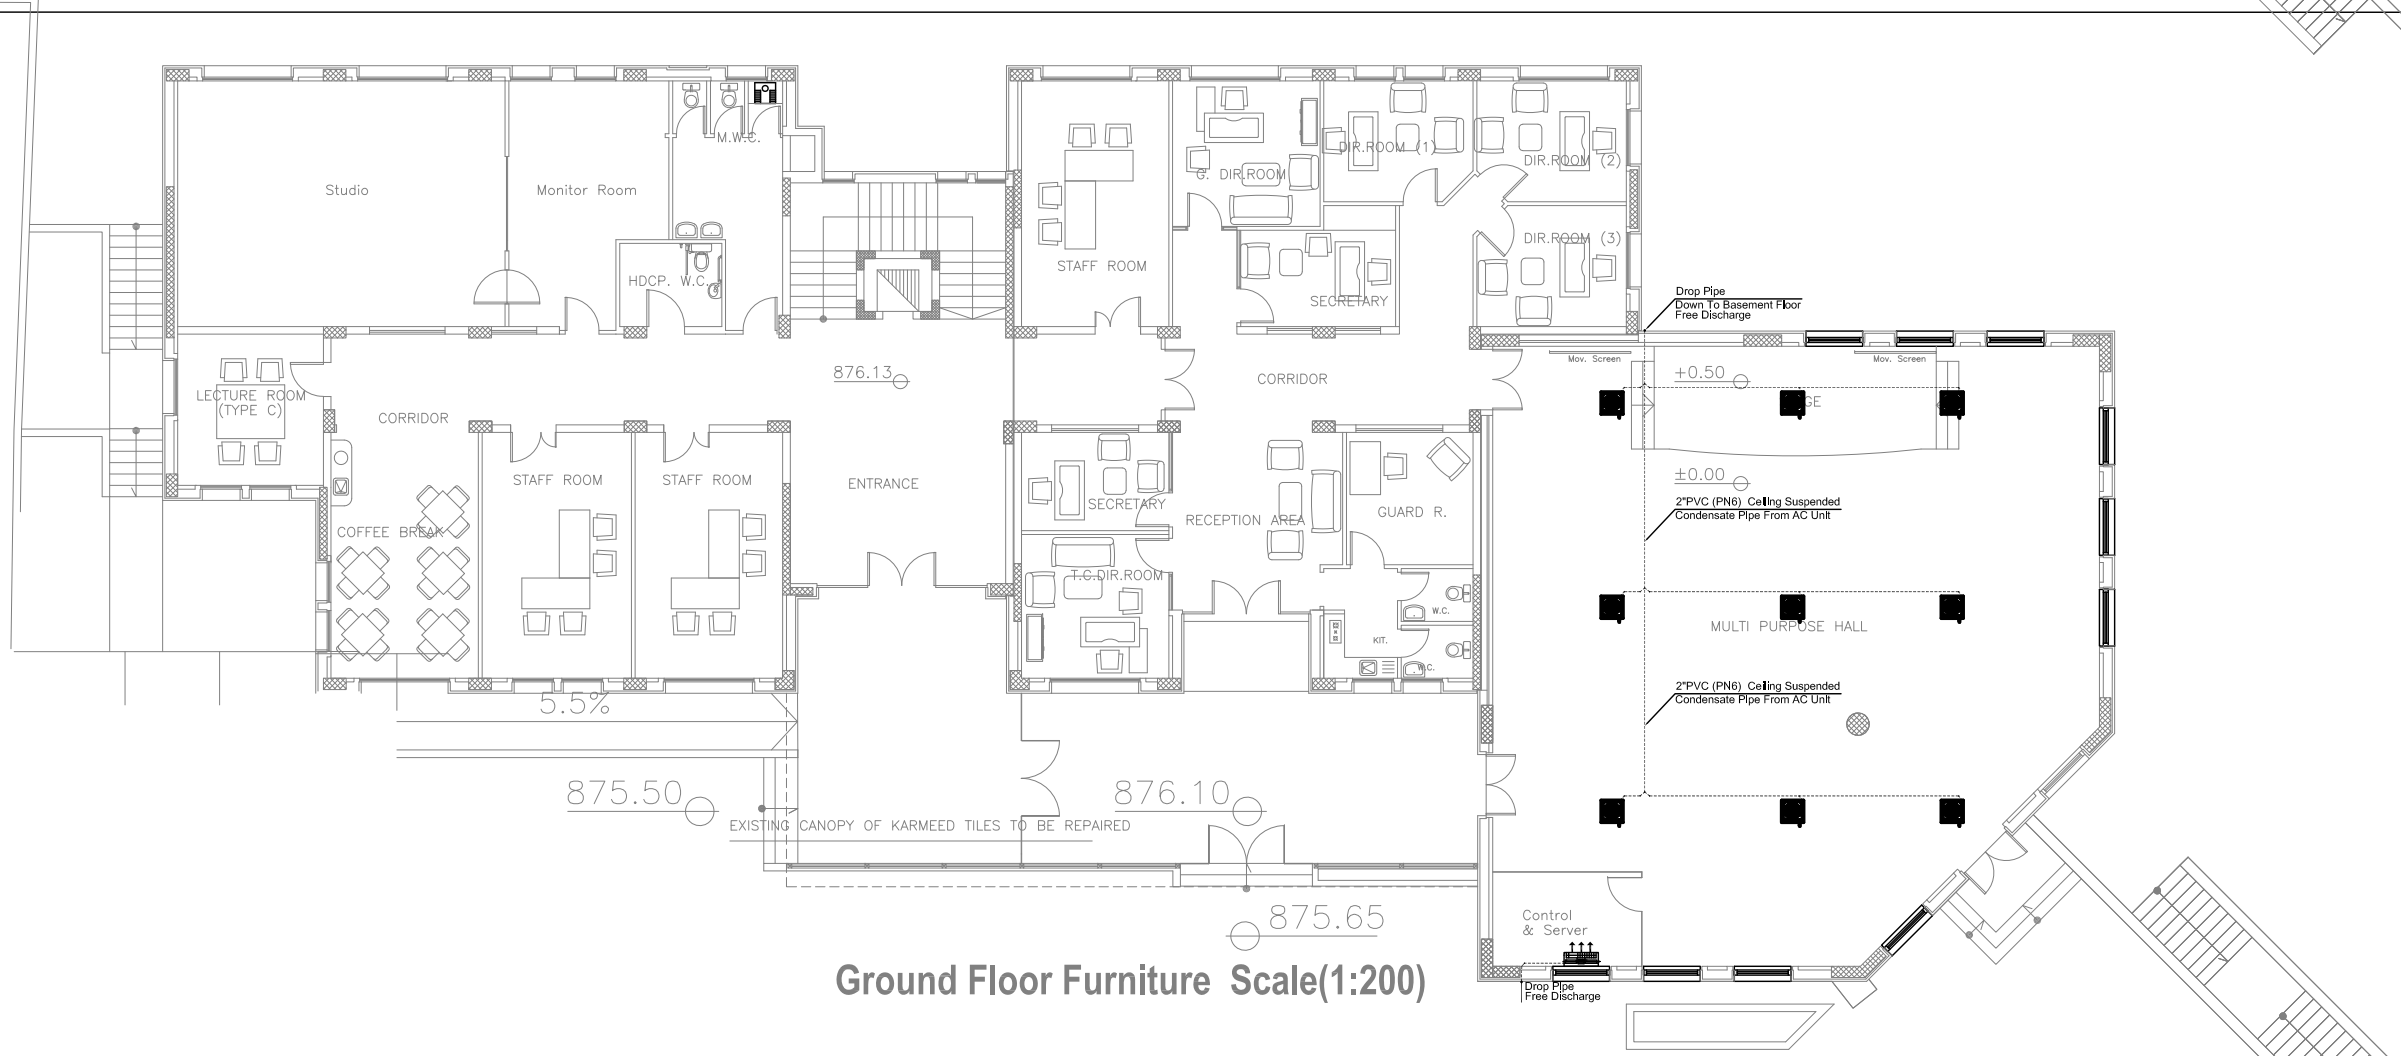 M.W.C.
Studio
Monitor Room
HDCP. W.C.
STAFF ROOM
G. DIR.ROOM
DIR.ROOM (1)
DIR.ROOM (2)
DIR.ROOM (3)
SECRETARY
Drop Pipe
Down To Basement Floor
Free Discharge
LECTURE ROOM
(TYPE C)
CORRIDOR
876.13
CORRIDOR
Mov. Screen
Mov. Screen
+0.50
±0.00
STAFF ROOM
STAFF ROOM
ENTRANCE
SECRETARY
RECEPTION AREA
GUARD R.
2"PVC (PN6) Ceiling Suspended
Condensate Pipe From AC Unit
COFFEE BREAK
T.C.DIR.ROOM
W.C.
KIT.
W.C.
MULTI PURPOSE HALL
2"PVC (PN6) Ceiling Suspended
Condensate Pipe From AC Unit
5.5%
875.50
876.10
EXISTING CANOPY OF KARMEED TILES TO BE REPAIRED
875.65
Control
& Server
Drop Pipe
Free Discharge
Ground Floor Furniture Scale(1:200)